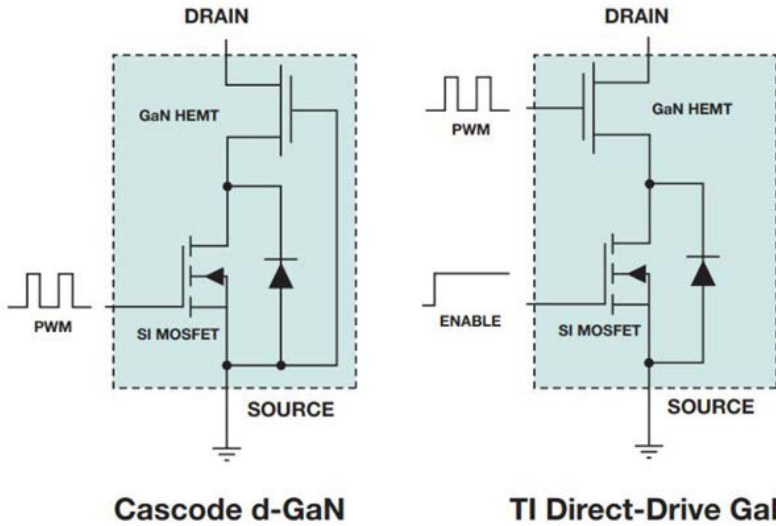 DRAIN
GaN HEMT
PWM
SI MOSFET
SOURCE
Cascode d-GaN
DRAIN
PWM
GaN HEMT
ENABLE
SI MOSFET
SOURCE
TI Direct-Drive Ga